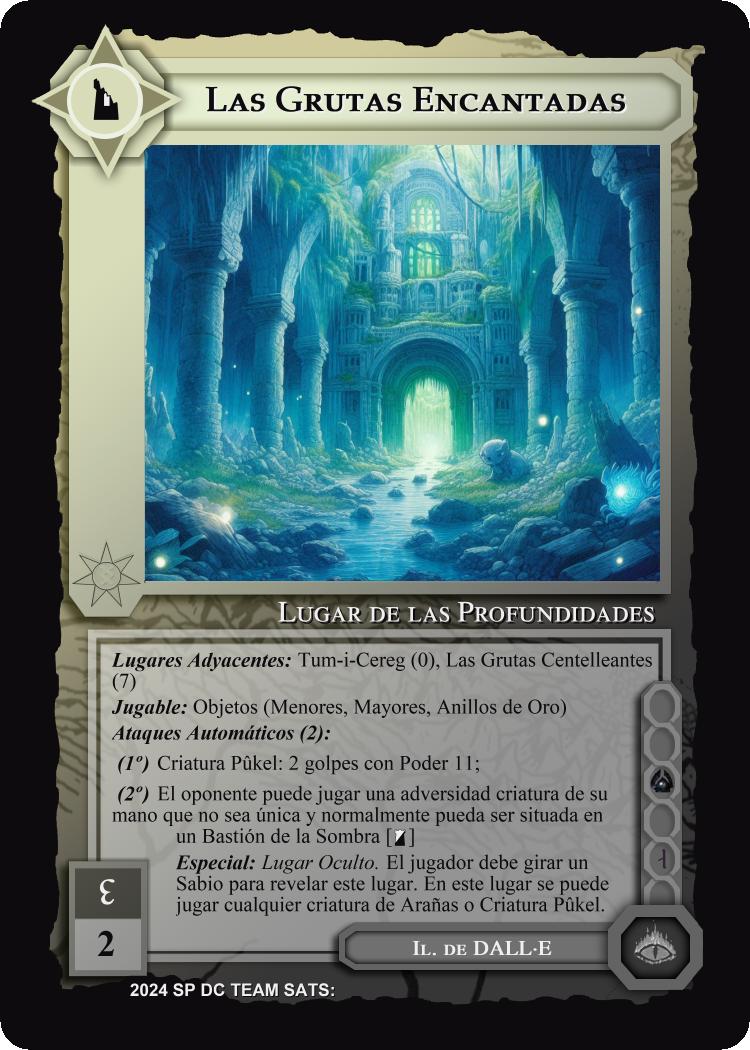 Las Grutas Encantadas
Lugar de las Profundidades
Lugares Adyacentes: Tum-i-Cereg (0), Las Grutas Centelleantes
(7)
Jugable: Objetos (Menores, Mayores, Anillos de Oro)
Ataques Automáticos (2):
(1º) Criatura Pûkel: 2 golpes con Poder 11;
(2º) El oponente puede jugar una adversidad criatura de su
mano que no sea única y normalmente pueda ser situada en
un Bastión de la Sombra [ ]
Especial: Lugar Oculto. El jugador debe girar un
Sabio para revelar este lugar. En este lugar se puede
jugar cualquier criatura de Arañas o Criatura Pûkel.
2
Il. de DALL·E
2024 SP DC TEAM SATS: